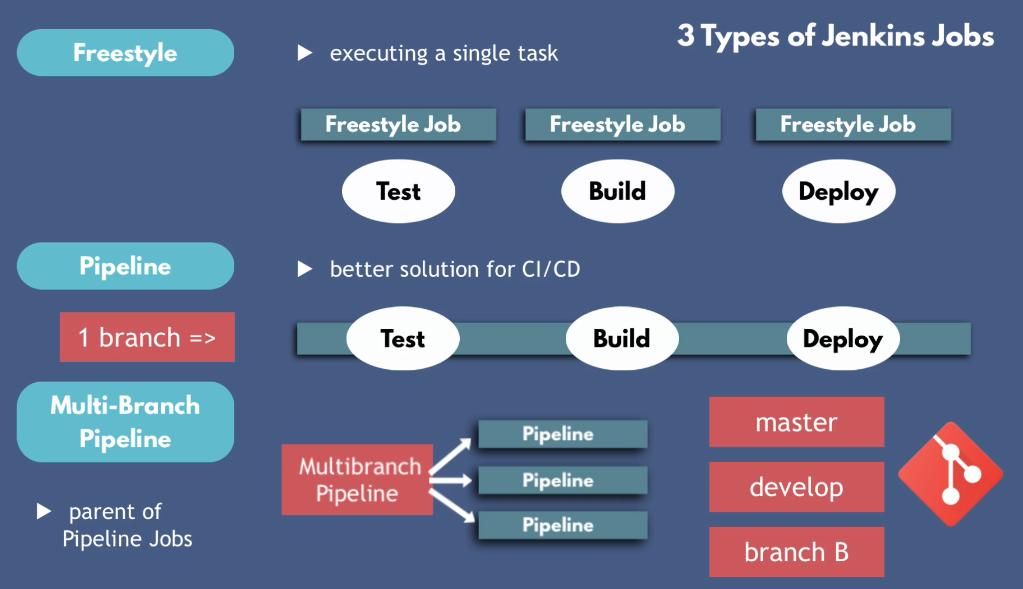 3 Types of Jenkins Jobs
Freestyle
executing a single task
Freestyle Job
Freestyle Job
Freestyle Job
Test
Build
Deploy
Pipeline
better solution for CI/CD
1 branch =>
Test
Build
Deploy
Multi-Branch
Pipeline
parent of
Pipeline Jobs
Multibranch
Pipeline
Pipeline
Pipeline
Pipeline
master
develop
branch B